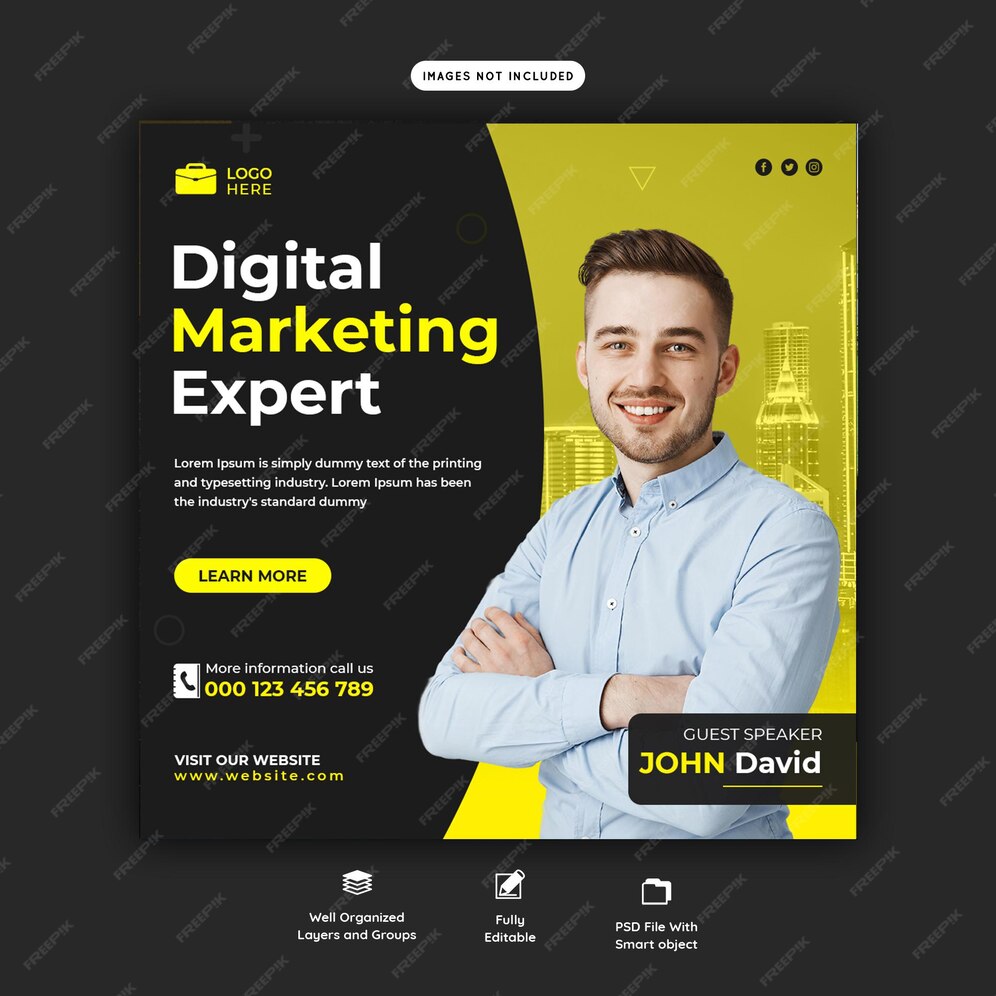 IMAGES NOT INCLUDED
LOGO
HERE
Digital
Marketing
Expert
Lorem Ipsum is simply dummy text of the printing
and typesetting industry. Lorem Ipsum has been
the industry's standard dummy
LEARN MORE
More information call us
000 123 456 789
VISIT OUR WEBSITE
www.website.com
GUEST SPEAKER
JOHN David
Well Organized
Layers and Groups
Fully
Editable
PSD File With
Smart object
FREEPIK